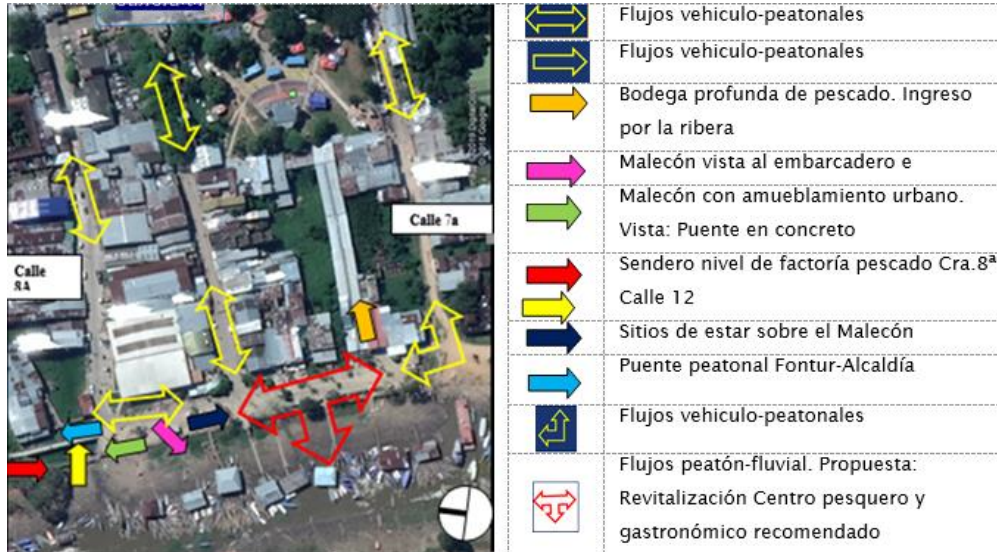 Calle 7a
Calle
8A
Flujos vehiculo-peatonales
Flujos vehiculo-peatonales
Bodega profunda de pescado. Ingreso
por la ribera
Malecón vista al embarcadero e
Malecón con amueblamiento urbano.
Vista: Puente en concreto
Sendero nivel de factoría pescado Cra.8ª
Calle 12
Sitios de estar sobre el Malecón
Puente peatonal Fontur-Alcaldía
Flujos vehiculo-peatonales
Flujos peatón-fluvial. Propuesta:
Revitalización Centro pesquero y
gastronómico recomendado